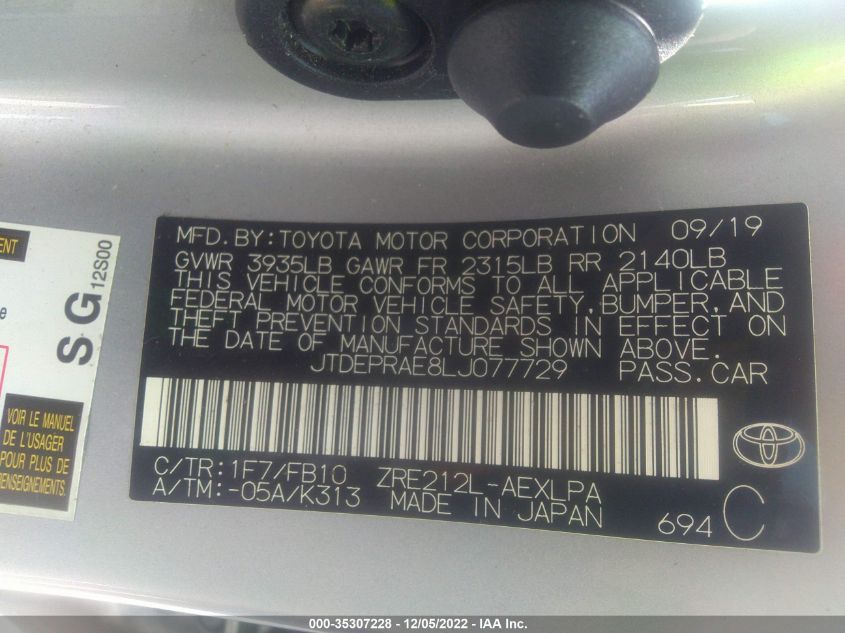 MFD. BY: TOYOTA MOTOR CORPORATION 09/19
GVWR 3935LB GAWR FR 2315LB RR 2140LB
THIS VEHICLE CONFORMS TO ALL APPLICABLE
FEDERAL MOTOR VEHICLE SAFETY, BUMPER, AND
THEFT PREVENTION STANDARDS IN EFFECT ON
THE DATE OF MANUFACTURE SHOWN ABOVE.
JTDEPRAE8LJ077729 PASS. CAR
C/TR: 1F7/FB10 ZRE212L-AEXLPA
A/TM: -05A/K313 MADE IN JAPAN
694 C
SG
12S00
VOIR LE MANUEL
DE L'USAGER
POUR PLUS DE
RENSEIGNEMENTS.
000-35307228 - 12/05/2022 - IAA Inc.